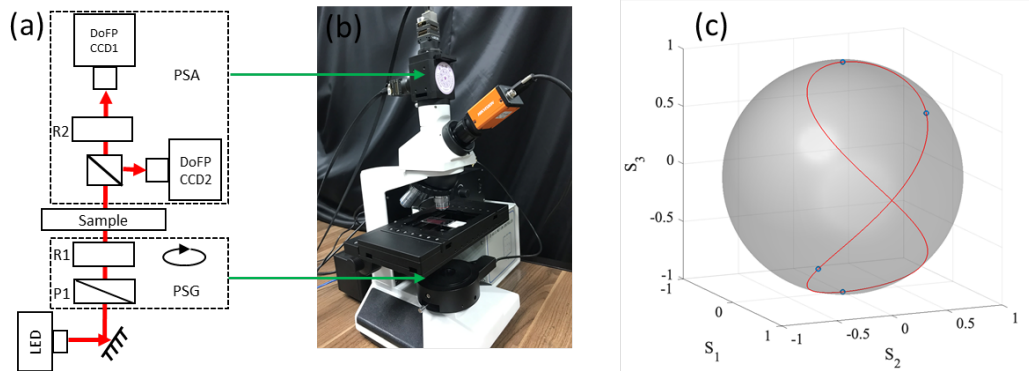 (a)
DoFP
CCD1
PSA
R2
DoFP
CCD2
Sample
R1
P1
PSG
LED
(b)
(c)
1
0.5
0
-0.5
-1
S3
-1
0
1
S1
-1
-0.5
0
0.5
1
S2